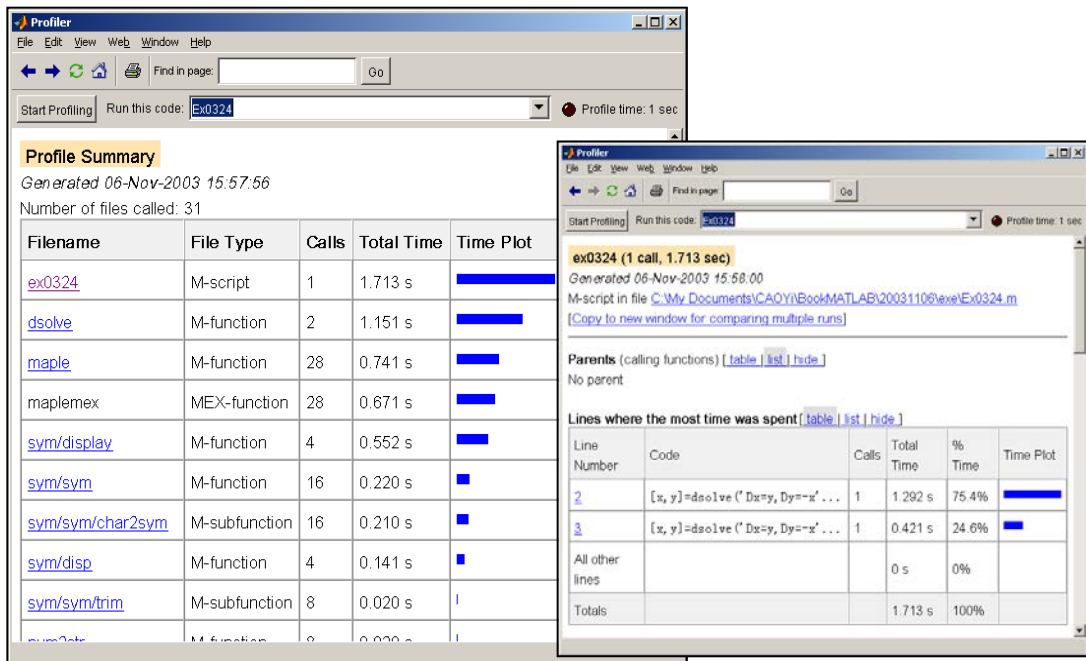 Profiler
File Edit View Web Window Help
Find in page: Go
Start Profiling Run this code: Ex0324 Profile time: 1 sec
Profile Summary
Generated 06-Nov-2003 15:57:56
Number of files called: 31
Filename File Type Calls Total Time Time Plot
ex0324 M-script 1 1.713 s
dsolve M-function 2 1.151 s
maple M-function 28 0.741 s
maplemex MEX-function 28 0.671 s
sym/display M-function 4 0.552 s
sym/sym M-function 16 0.220 s
sym/sym/char2sym M-subfunction 16 0.210 s
sym/disp M-function 4 0.141 s
sym/sym/trim M-subfunction 8 0.020 s
Profiler
File Edit View Web Window Help
Find in page: Go
Start Profiling Run this code: Ex0324 Profile time: 1 sec
ex0324 (1 call, 1.713 sec)
Generated 06-Nov-2003 15:58:00
M-script in file C:\My Documents\CAOYi\BookMATLAB\20031106\exe\Ex0324.m
[Copy to new window for comparing multiple runs]
Parents (calling functions) [ table | list | hide ]
No parent
Lines where the most time was spent [ table | list | hide ]
Line Number Code Calls Total Time % Time Time Plot
2 [x,y]=dsolve('Dx=y,Dy=-x'... 1 1.292 s 75.4%
3 [x,y]=dsolve('Dx=y,Dy=-x'... 1 0.421 s 24.6%
All other lines 0 s 0%
Totals 1.713 s 100%